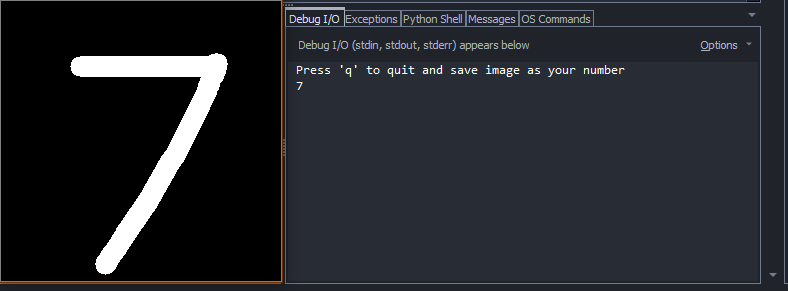 7
Debug I/O Exceptions Python Shell Messages OS Commands
Debug I/O (stdin, stdout, stderr) appears below Options
Press 'q' to quit and save image as your number
7